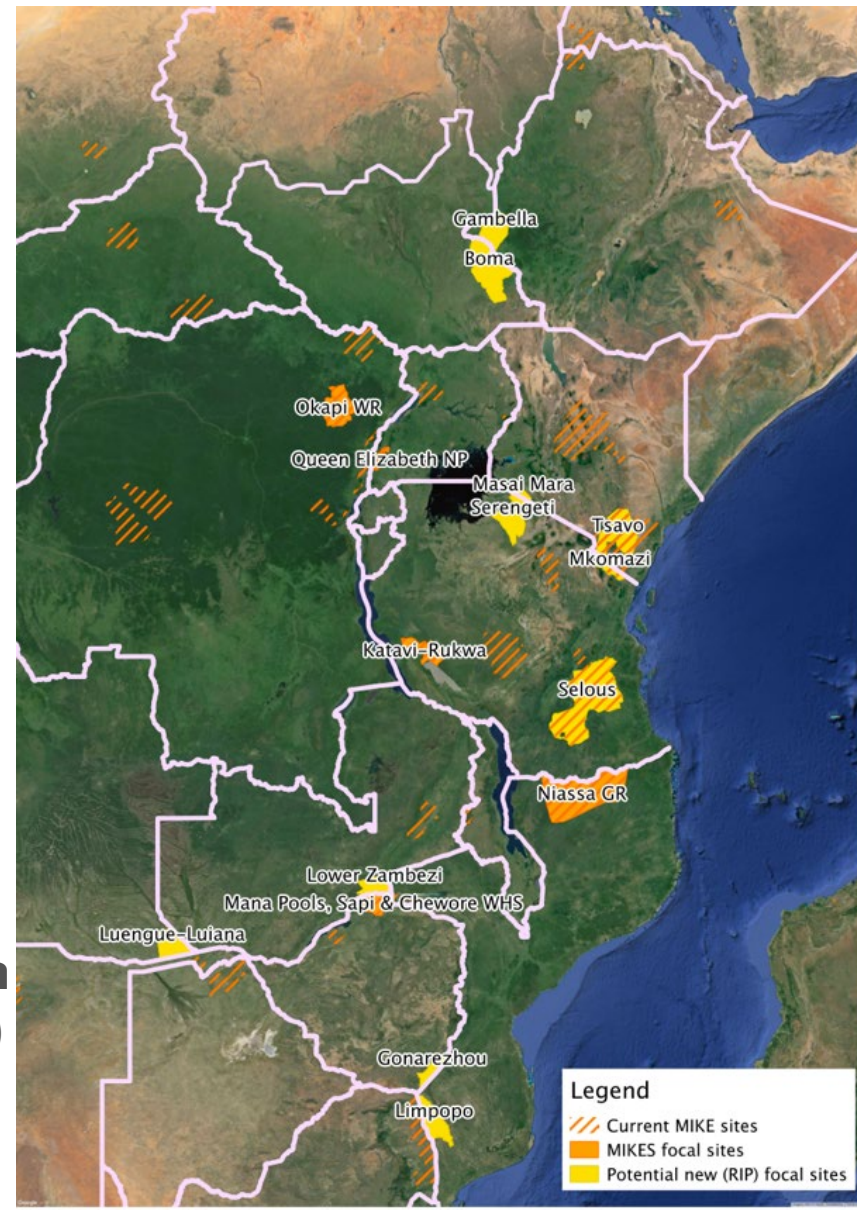 Gambella
Boma
Okapi WR
Queen Elizabeth NP
Masai Mara
Serengeti
Tsavo
Mkomazi
Katavi-Rukwa
Selous
Niassa GR
Lower Zambezi
Mana Pools, Sapi & Chewore WHS
Luengue-Luiana
Gonarezhou
Limpopo
Legend
Current MIKE sites
MIKES focal sites
Potential new (RIP) focal sites